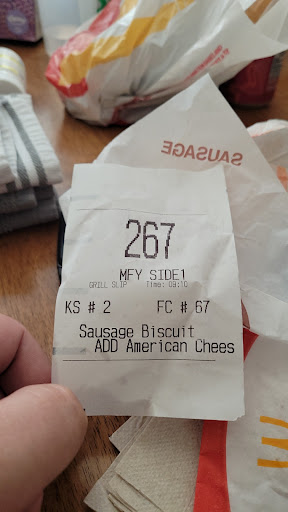 SAUSAGE
267
MFY SIDE1
GRILL SLIP Time: 09:10
KS # 2 FC # 67
Sausage Biscuit
ADD American Chees